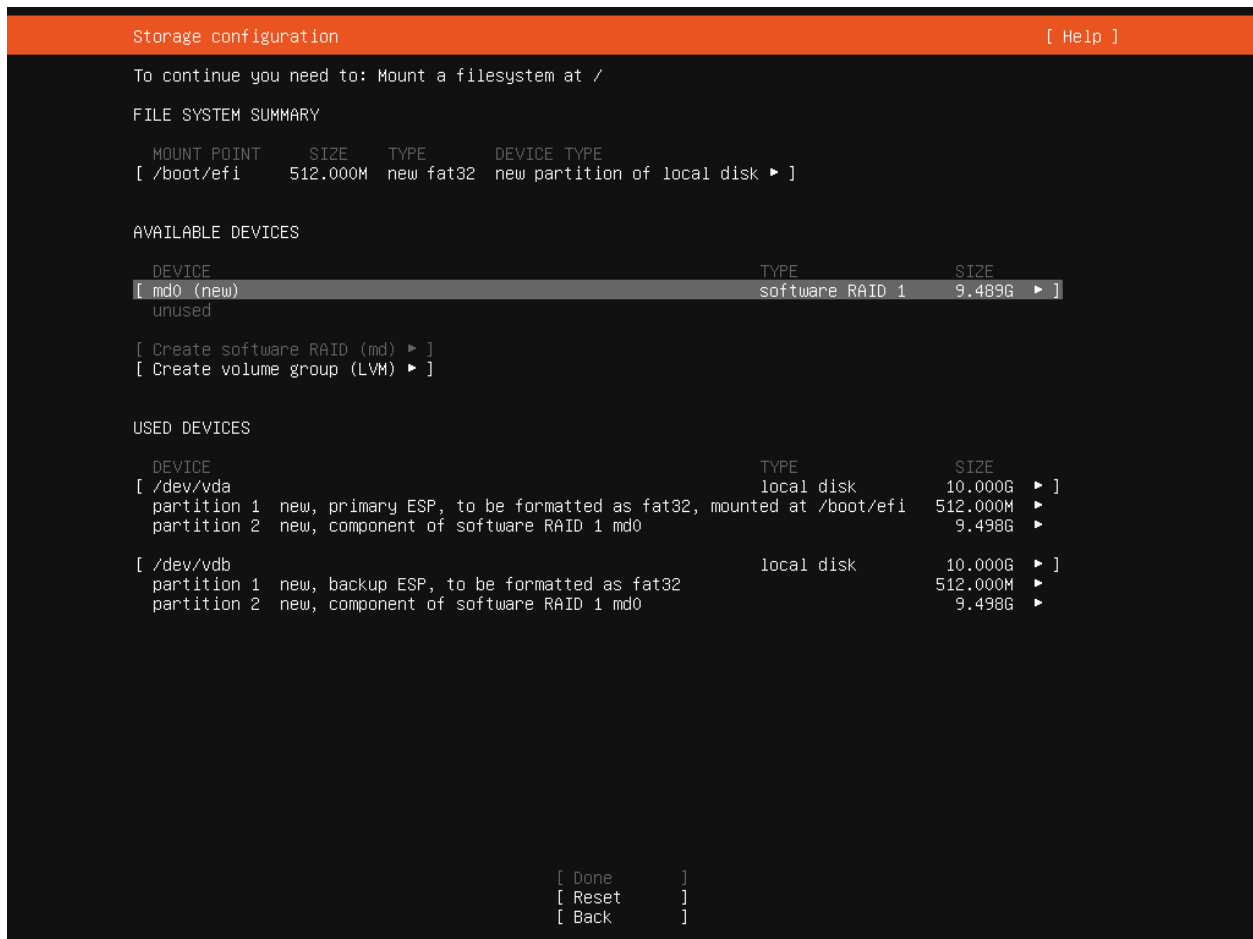 Storage configuration [ Help ]
To continue you need to: Mount a filesystem at /
FILE SYSTEM SUMMARY
MOUNT POINT SIZE TYPE DEVICE TYPE
[ /boot/efi 512.000M new fat32 new partition of local disk ▸ ]
AVAILABLE DEVICES
DEVICE TYPE SIZE
[ md0 (new) software RAID 1 9.489G ▸ ]
unused
[ Create software RAID (md) ▸ ]
[ Create volume group (LVM) ▸ ]
USED DEVICES
DEVICE TYPE SIZE
[ /dev/vda local disk 10.000G ▸ ]
partition 1 new, primary ESP, to be formatted as fat32, mounted at /boot/efi 512.000M ▸
partition 2 new, component of software RAID 1 md0 9.498G ▸
[ /dev/vdb local disk 10.000G ▸ ]
partition 1 new, backup ESP, to be formatted as fat32 512.000M ▸
partition 2 new, component of software RAID 1 md0 9.498G ▸
[ Done ]
[ Reset ]
[ Back ]